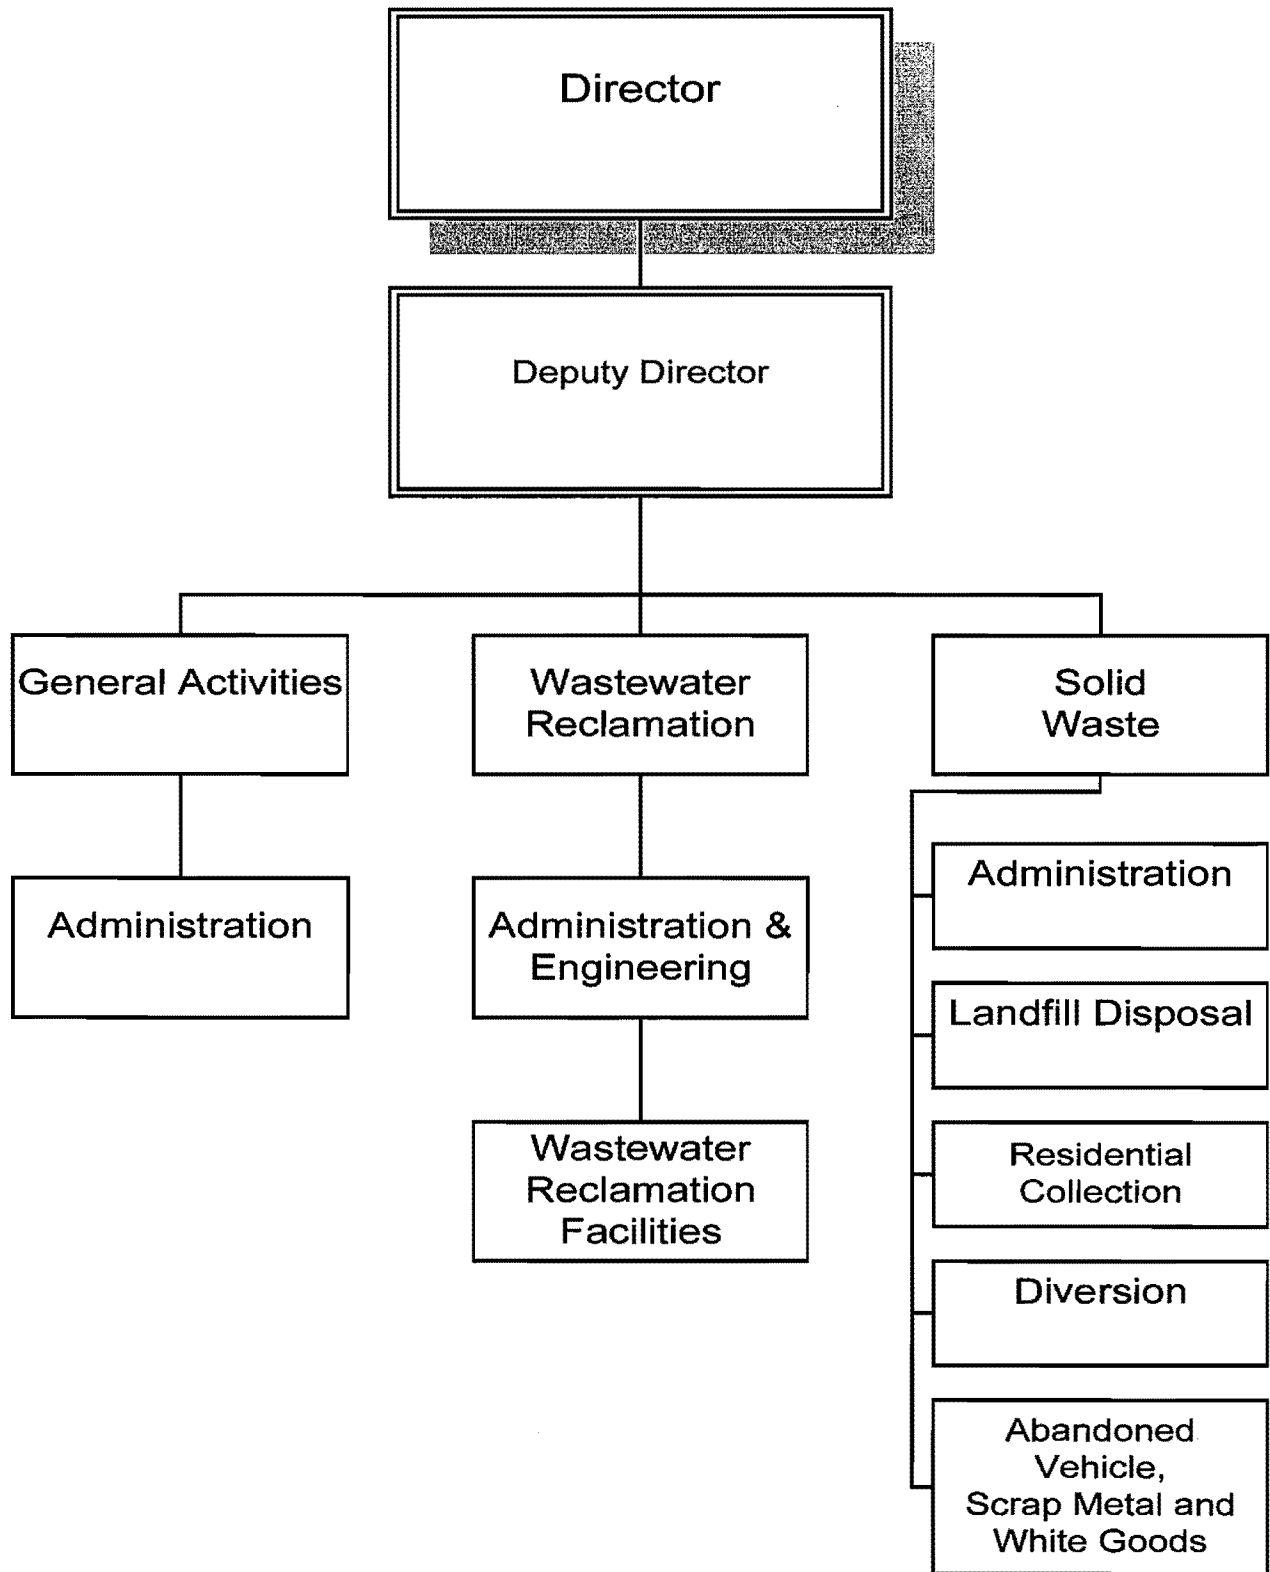 Director
Deputy Director
General Activities
Administration
Wastewater
Reclamation
Administration &
Engineering
Wastewater
Reclamation
Facilities
Solid
Waste
Administration
Landfill Disposal
Residential
Collection
Diversion
Abandoned
Vehicle,
Scrap Metal and
White Goods